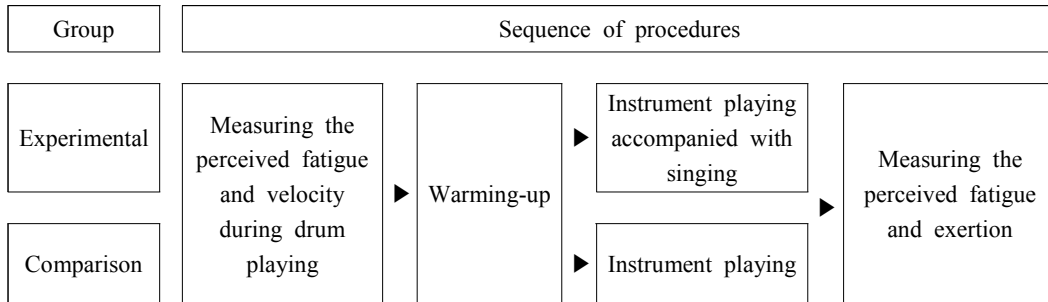 Group
Sequence of procedures
Experimental
Comparison
Measuring the
perceived fatigue
and velocity
during drum
playing
Warming-up
Instrument playing
accompanied with
singing
Instrument playing
Measuring the
perceived fatigue
and exertion